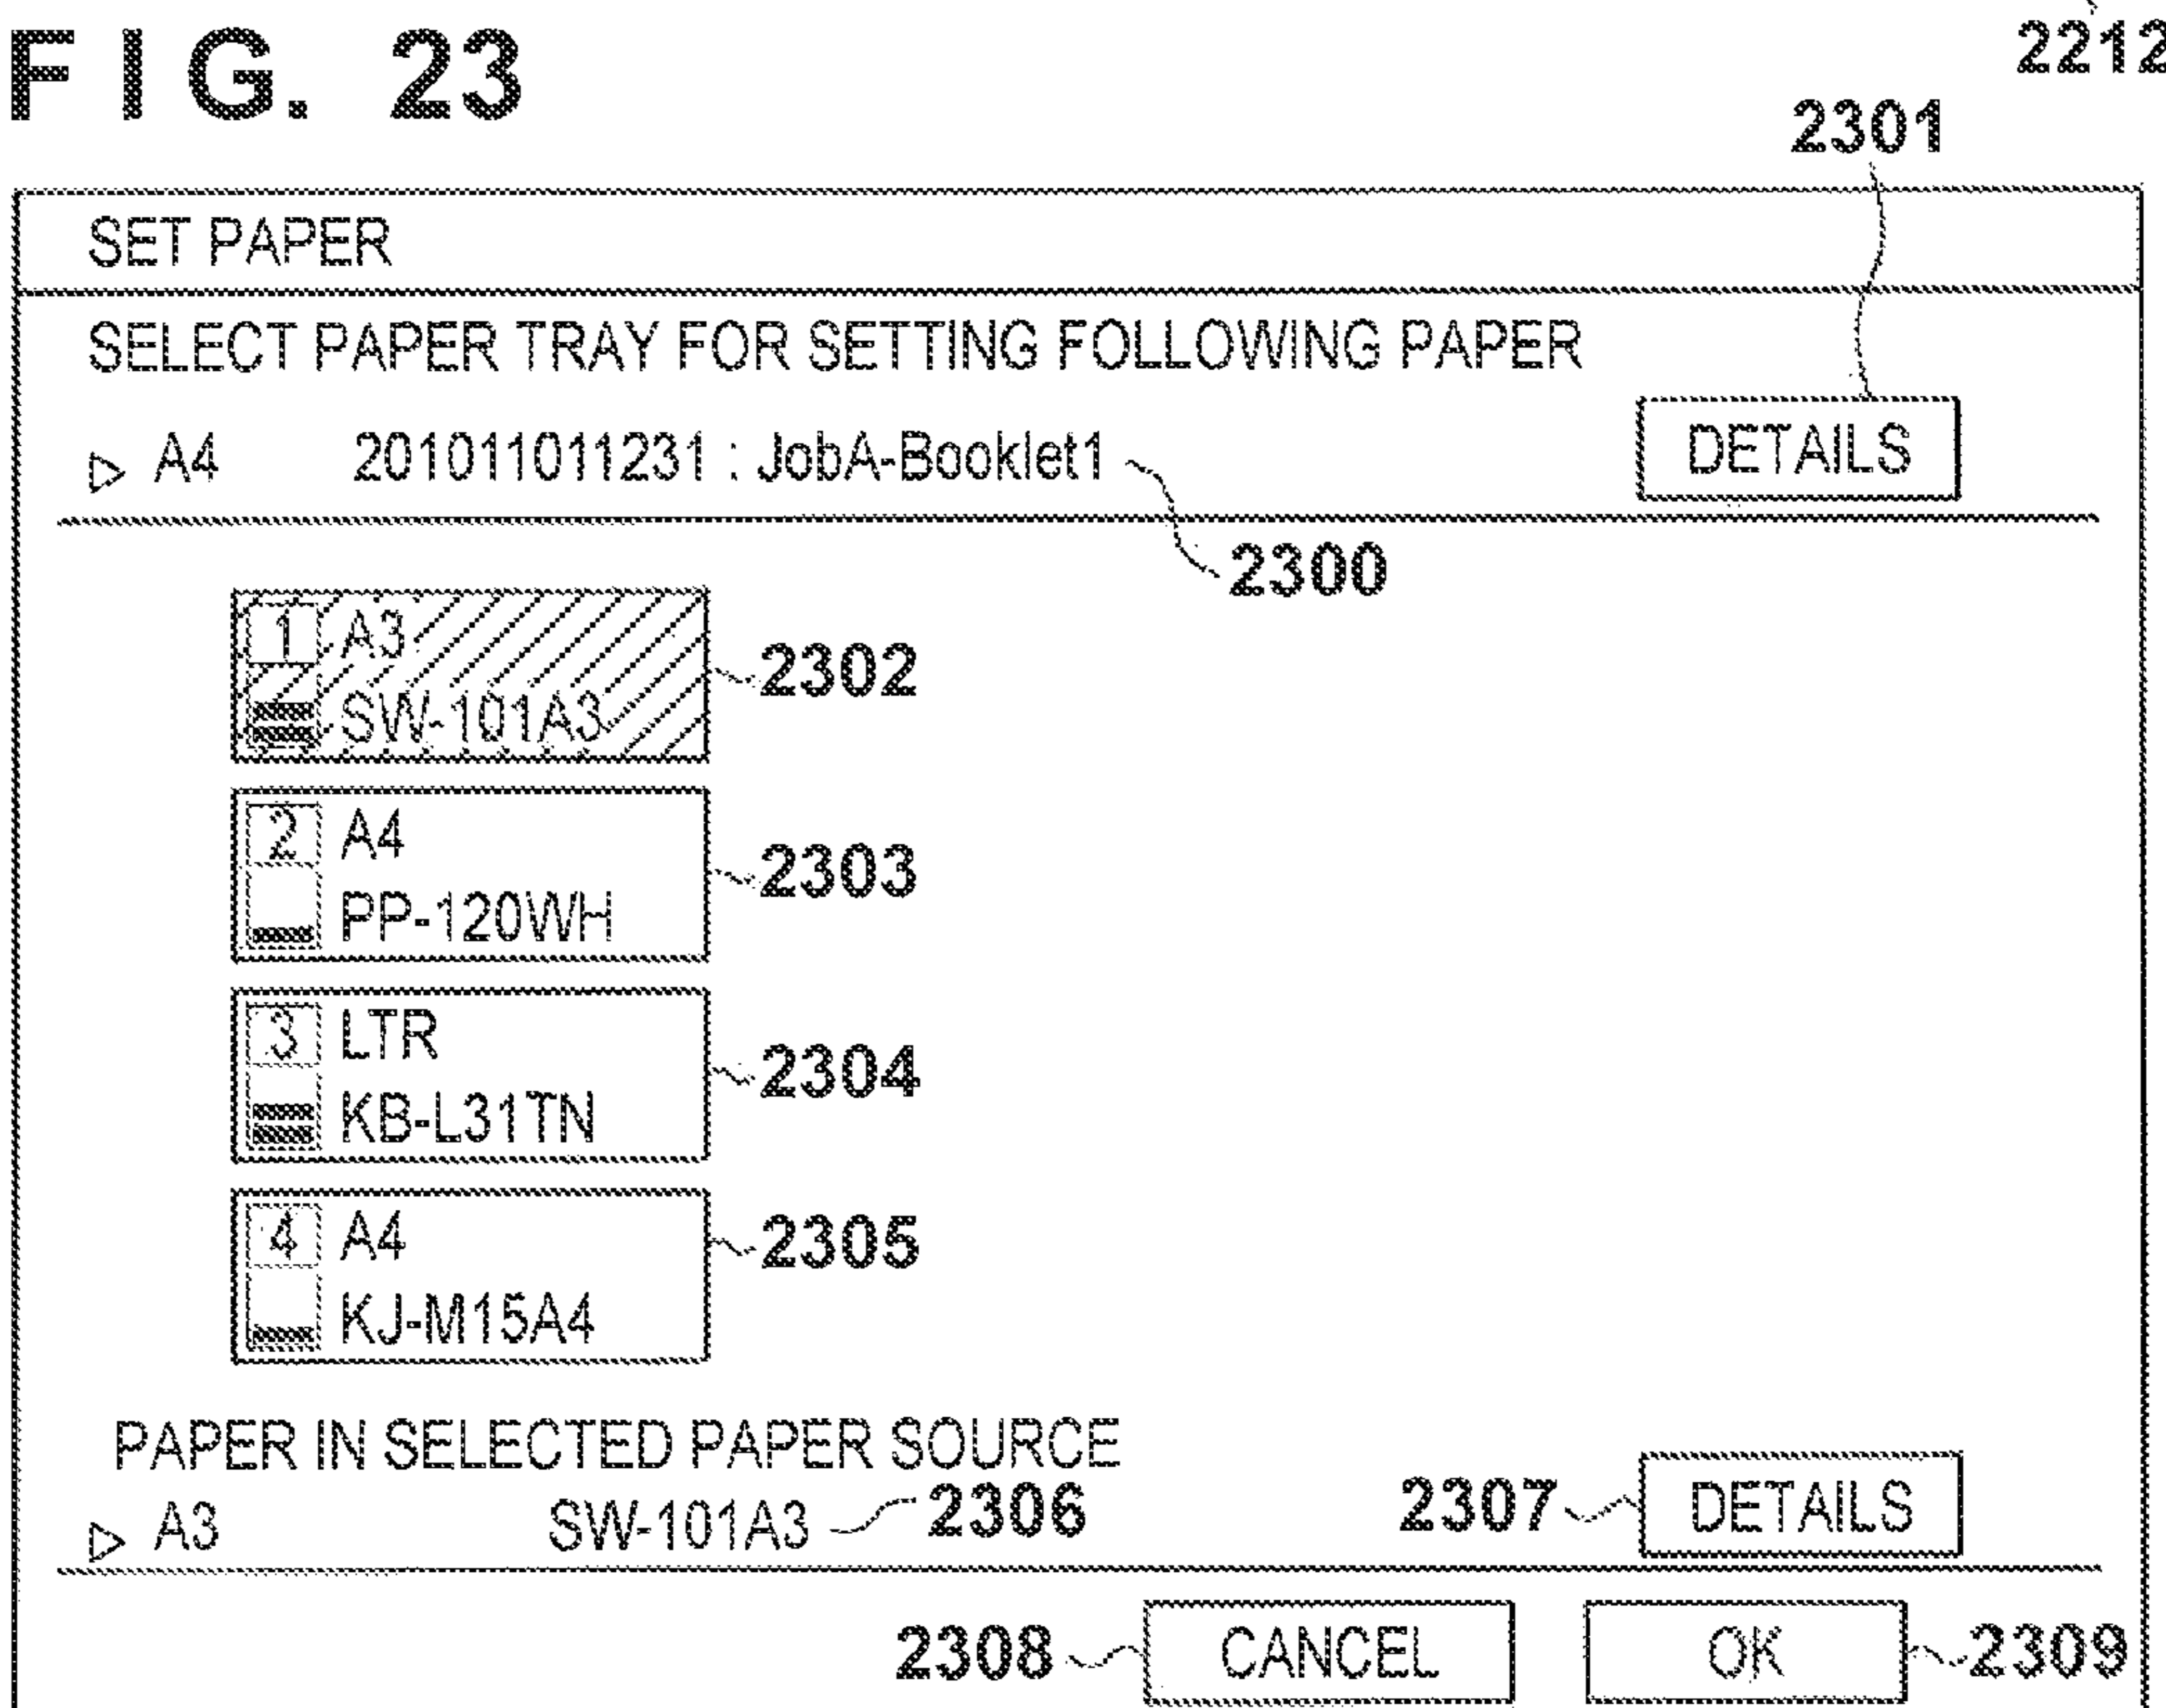 FIG. 23
2212
2301
SET PAPER
SELECT PAPER TRAY FOR SETTING FOLLOWING PAPER
▷ A4 201011011231 : JobA-Booklet1 DETAILS
2300
1 A3
SW-101A3
2302
2 A4
PP-120WH
2303
3 LTR
KB-L31TN
2304
4 A4
KJ-M15A4
2305
PAPER IN SELECTED PAPER SOURCE
▷ A3 SW-101A3 2306 2307 DETAILS
2308 CANCEL OK 2309